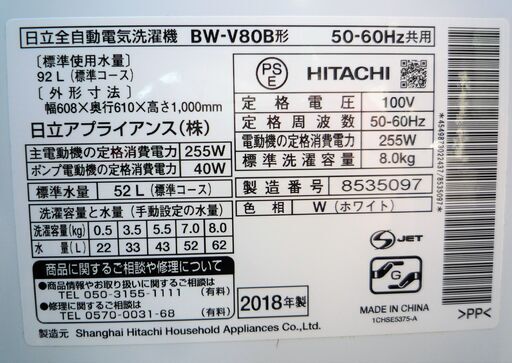 日立全自動電気洗濯機 BW-V80B形 50-60Hz共用
〔標準使用水量〕
92L (標準コース)
〔外形寸法〕
幅608×奥行610×高さ1,000mm
日立アプライアンス(株)
主電動機の定格消費電力 255W
ポンプ電動機の定格消費電力 40W
標準水量 52L (標準コース)
洗濯容量と水量 (手動設定の水量)
洗濯容量(kg) 0.5 3.5 5.5 7.0 8.0
水量(L) 22 33 43 52 62
商品に関するご相談や修理について
●商品情報やお取り扱いに関するご相談
TEL 050-3155-1111 (有料)
●修理に関するご相談
TEL 0570-0031-68 (有料)
2018年製
製造元 Shanghai Hitachi Household Appliances Co.,Ltd.
PSE HITACHI
定格電圧 100V
定格周波数 50-60Hz
電動機の定格消費電力 255W
標準洗濯容量 8.0kg
製造番号 8535097
色相 W (ホワイト)
S JET
G
MADE IN CHINA
1CHSE5375-A
*4549873022437/8535097*
>PP<